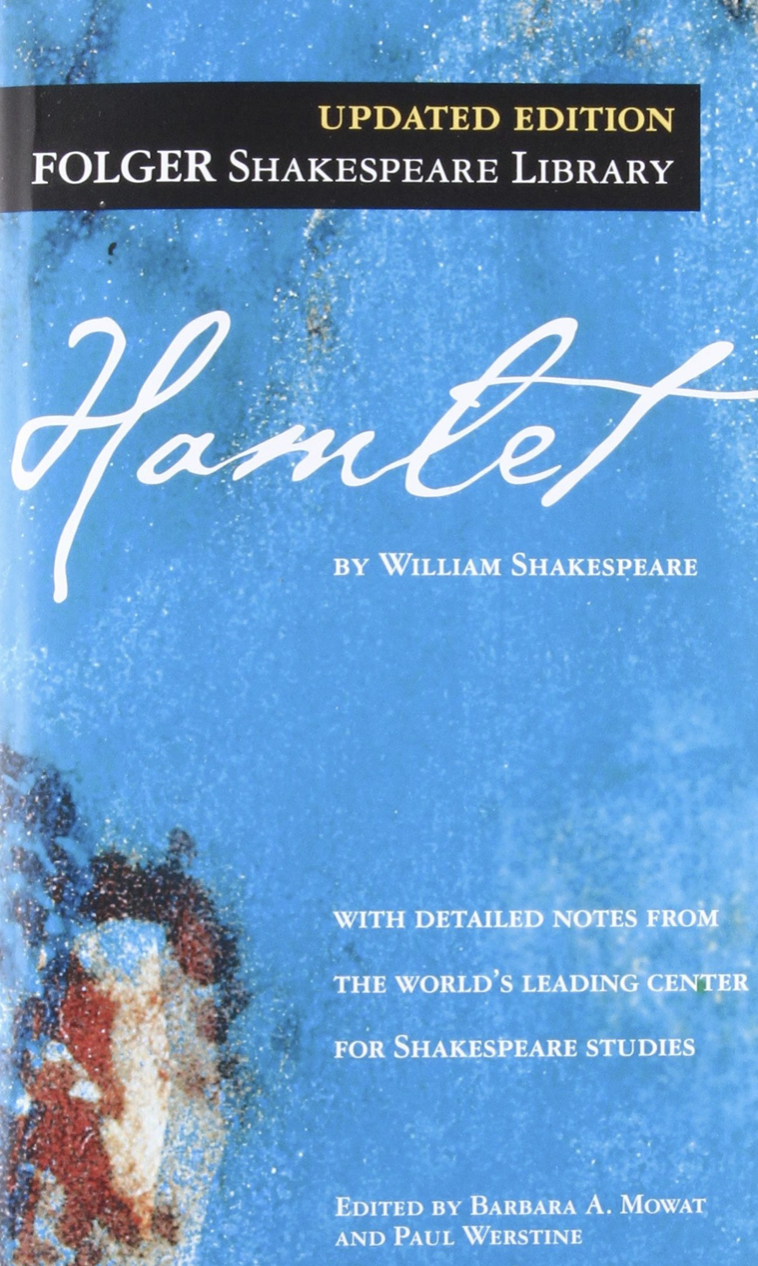 UPDATED EDITION
FOLGER SHAKESPEARE LIBRARY
Hamlet
BY WILLIAM SHAKESPEARE
WITH DETAILED NOTES FROM
THE WORLD'S LEADING CENTER
FOR SHAKESPEARE STUDIES
EDITED BY BARBARA A. MOWAT
AND PAUL WERSTINE